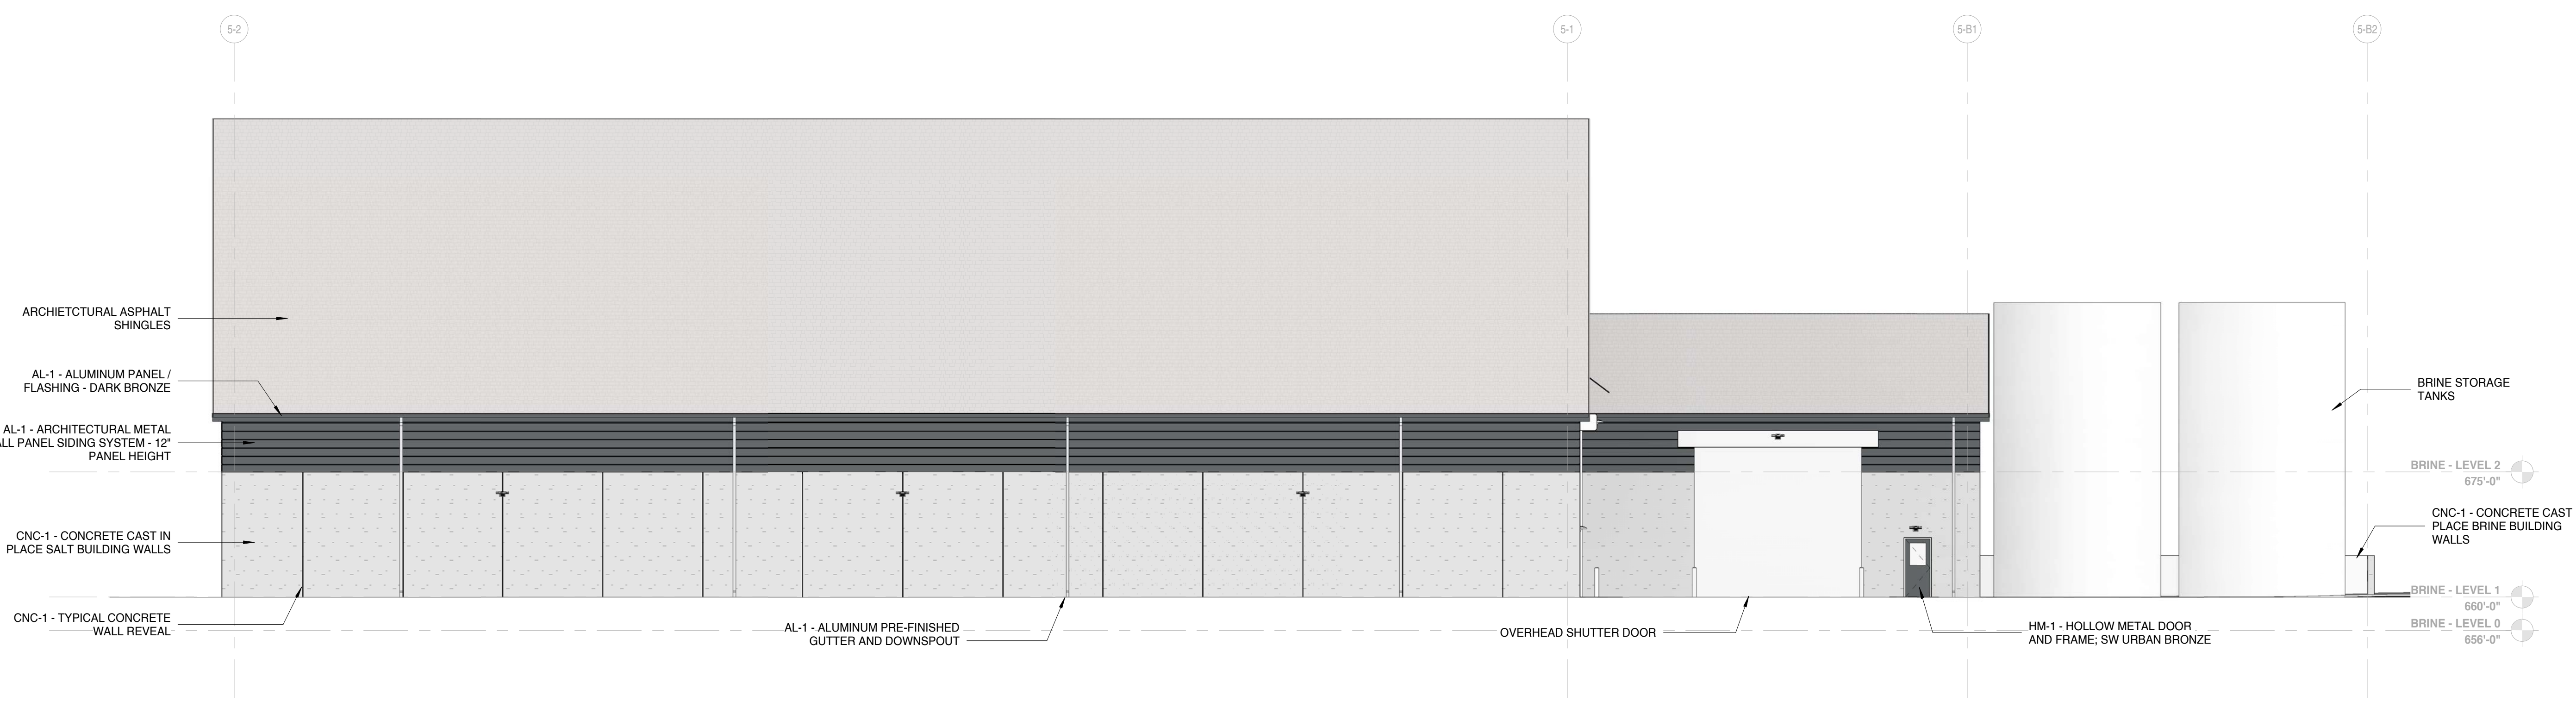 5-2
5-1
5-B1
5-B2
ARCHIETCTURAL ASPHALT
SHINGLES
AL-1 - ALUMINUM PANEL /
FLASHING - DARK BRONZE
AL-1 - ARCHITECTURAL METAL
ALL PANEL SIDING SYSTEM - 12"
PANEL HEIGHT
CNC-1 - CONCRETE CAST IN
PLACE SALT BUILDING WALLS
CNC-1 - TYPICAL CONCRETE
WALL REVEAL
AL-1 - ALUMINUM PRE-FINISHED
GUTTER AND DOWNSPOUT
OVERHEAD SHUTTER DOOR
HM-1 - HOLLOW METAL DOOR
AND FRAME; SW URBAN BRONZE
BRINE STORAGE
TANKS
BRINE - LEVEL 2
675'-0"
CNC-1 - CONCRETE CAST
PLACE BRINE BUILDING
WALLS
BRINE - LEVEL 1
660'-0"
BRINE - LEVEL 0
656'-0"